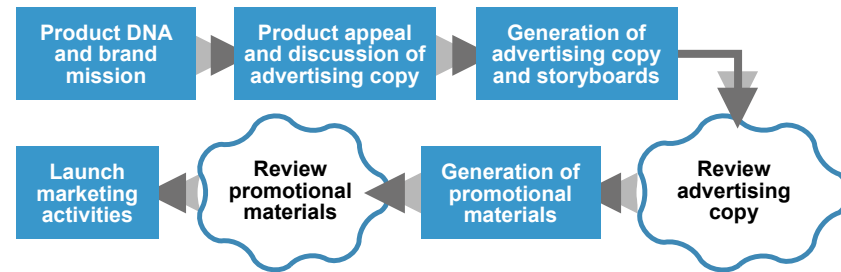 Product DNA
and brand
mission
Product appeal
and discussion of
advertising copy
Generation of
advertising copy
and storyboards
Review
advertising
copy
Generation of
promotional
materials
Review
promotional
materials
Launch
marketing
activities